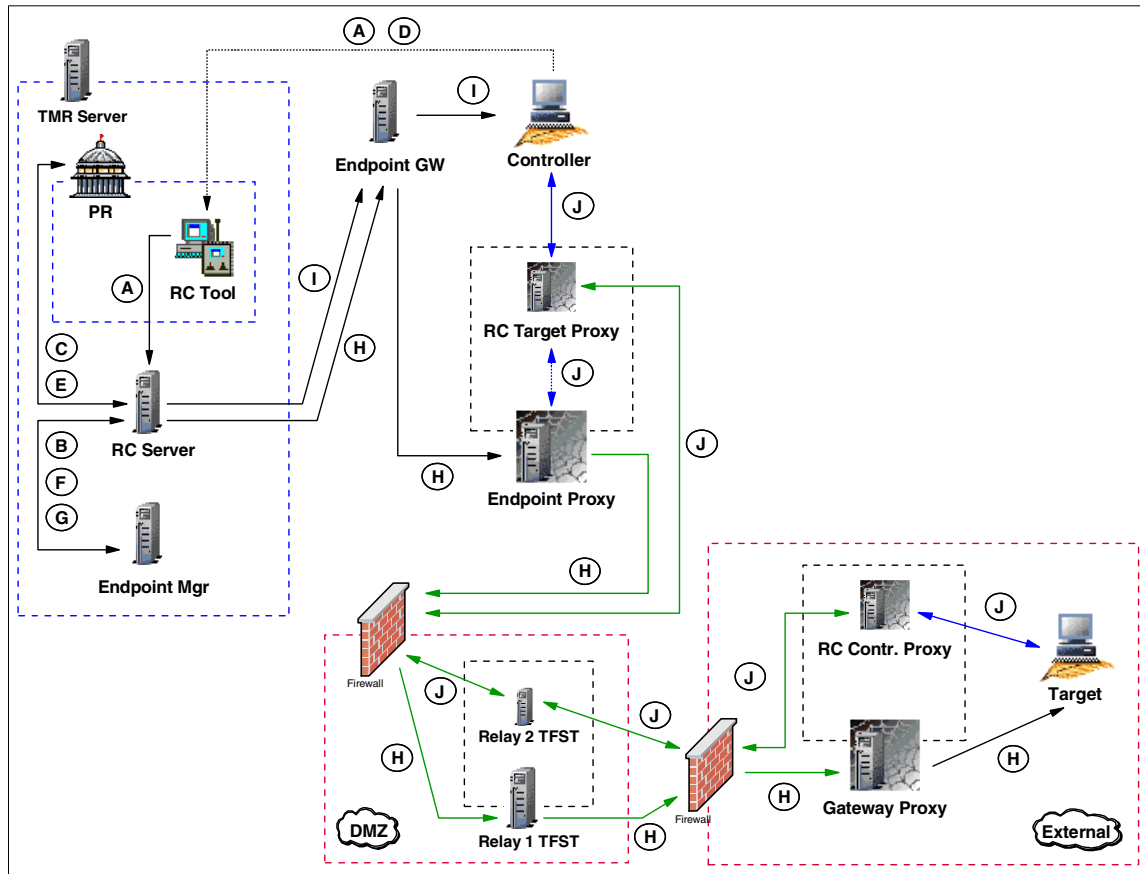 A D
TMR Server
I
Endpoint GW
Controller
PR
J
A
RC Tool
I
RC Target Proxy
H
C
J
E
B
RC Server
J
F
H
Endpoint Proxy
G
Endpoint Mgr
H
J
RC Contr. Proxy
Firewall
J
J
Target
J
Relay 2 TFST
H
H
H
Gateway Proxy
DMZ
Relay 1 TFST
H
Firewall
External